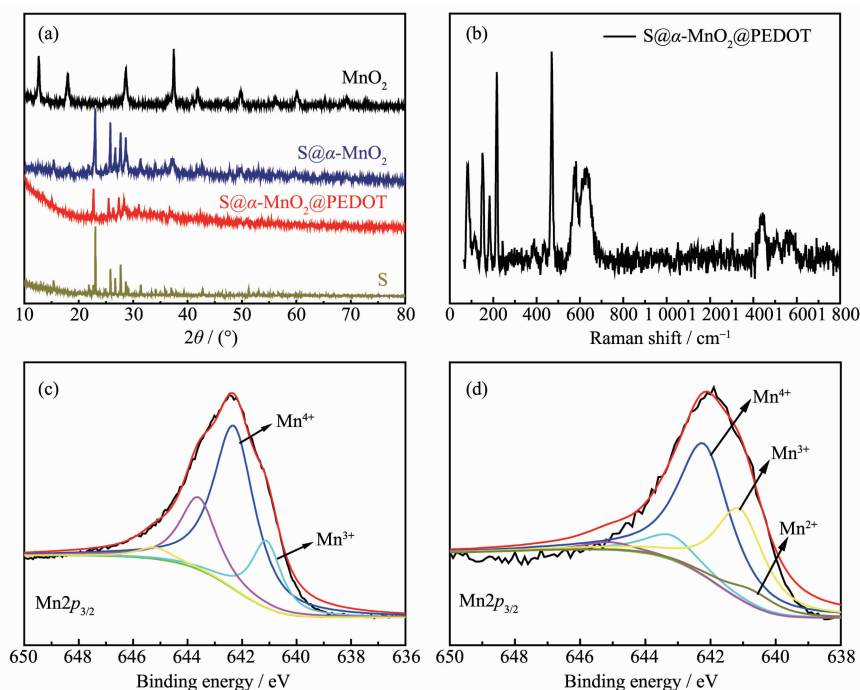 (a)
MnO2
S@α-MnO2
S@α-MnO2@PEDOT
S
10 20 30 40 50 60 70 80
2θ / (°)
(b)
S@α-MnO2@PEDOT
0 200 400 600 800 1 000 1 200 1 400 1 600 1 800
Raman shift / cm−1
(c)
Mn4+
Mn3+
Mn2p3/2
650 648 646 644 642 640 638 636
Binding energy / eV
(d)
Mn4+
Mn3+
Mn2+
Mn2p3/2
650 648 646 644 642 640 638
Binding energy / eV